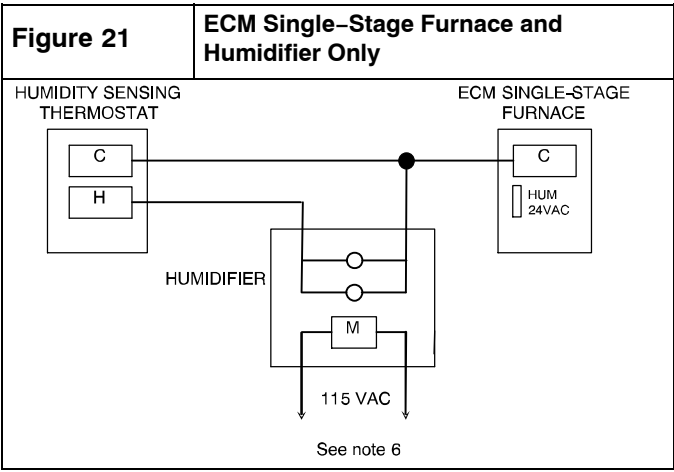 Figure 21
ECM Single−Stage Furnace and
Humidifier Only
HUMIDITY SENSING
THERMOSTAT
ECM SINGLE-STAGE
FURNACE
C
C
H
HUM
24VAC
HUMIDIFIER
M
115 VAC
See note 6